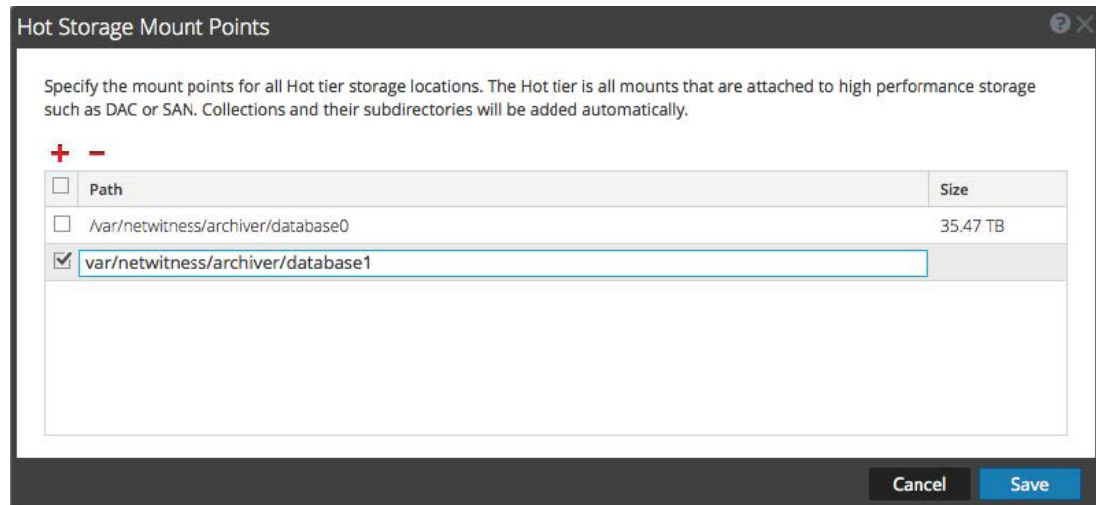 Hot Storage Mount Points
Specify the mount points for all Hot tier storage locations. The Hot tier is all mounts that are attached to high performance storage
such as DAC or SAN. Collections and their subdirectories will be added automatically.
Path Size
/var/netwitness/archiver/database0 35.47 TB
var/netwitness/archiver/database1
Cancel Save